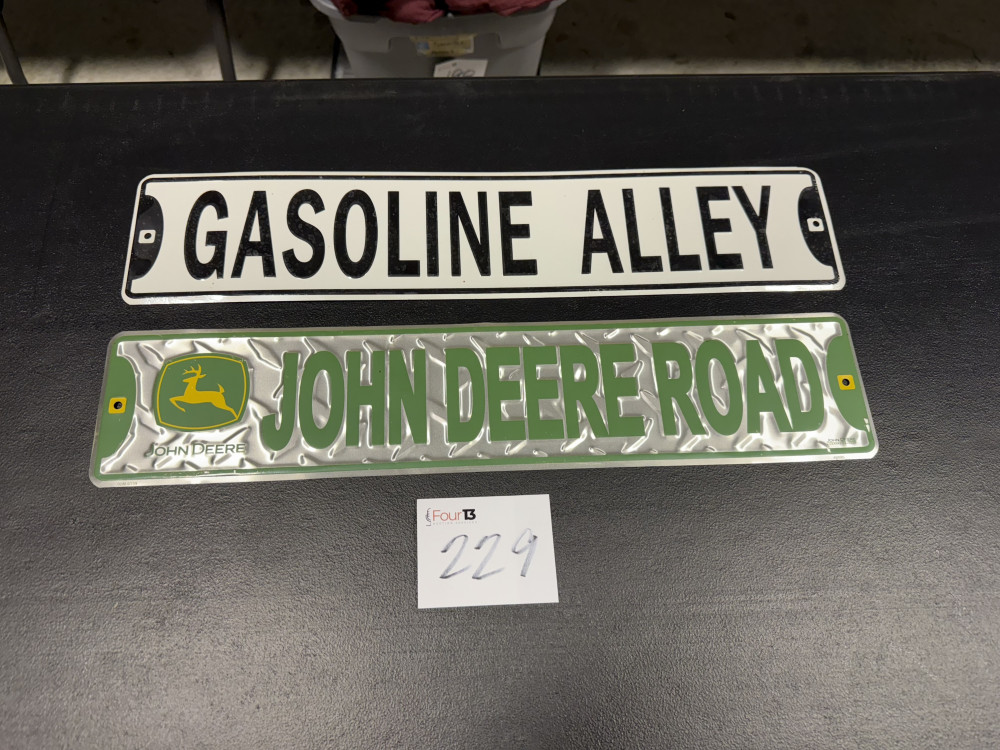 GASOLINE ALLEY
JOHN DEERE ROAD
JOHN DEERE
Four13
229